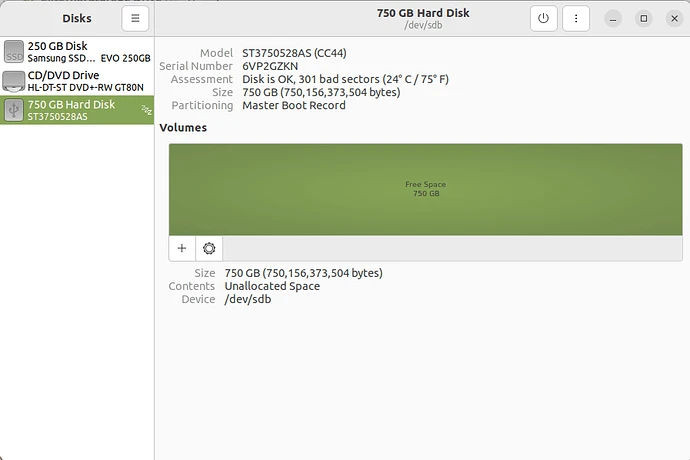 Disks
750 GB Hard Disk
/dev/sdb
250 GB Disk
Samsung SSD... EVO 250GB
SSD
CD/DVD Drive
HL-DT-ST DVD+-RW GT80N
750 GB Hard Disk
ST3750528AS
Model ST3750528AS (CC44)
Serial Number 6VP2GZKN
Assessment Disk is OK, 301 bad sectors (24° C / 75° F)
Size 750 GB (750,156,373,504 bytes)
Partitioning Master Boot Record
Volumes
Free Space
750 GB
Size 750 GB (750,156,373,504 bytes)
Contents Unallocated Space
Device /dev/sdb